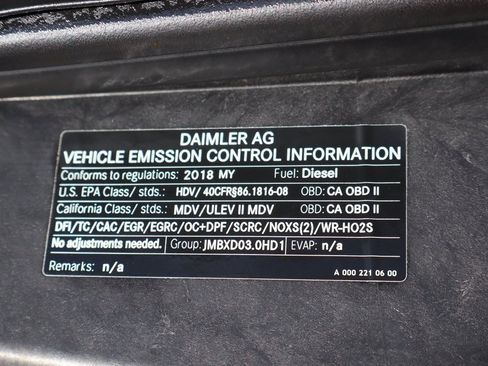 DAIMLER AG
VEHICLE EMISSION CONTROL INFORMATION
Conforms to regulations: 2018 MY Fuel: Diesel
U.S. EPA Class/ stds.: HDV/ 40CFR§86.1816-08 OBD: CA OBD II
California Class/ stds.: MDV/ULEV II MDV OBD: CA OBD II
DFI/TC/CAC/EGR/EGRC/OC+DPF/SCRC/NOXS(2)/WR-HO2S
No adjustments needed. Group: JMBXD03.0HD1 EVAP: n/a
Remarks: n/a
A 000 221 06 00